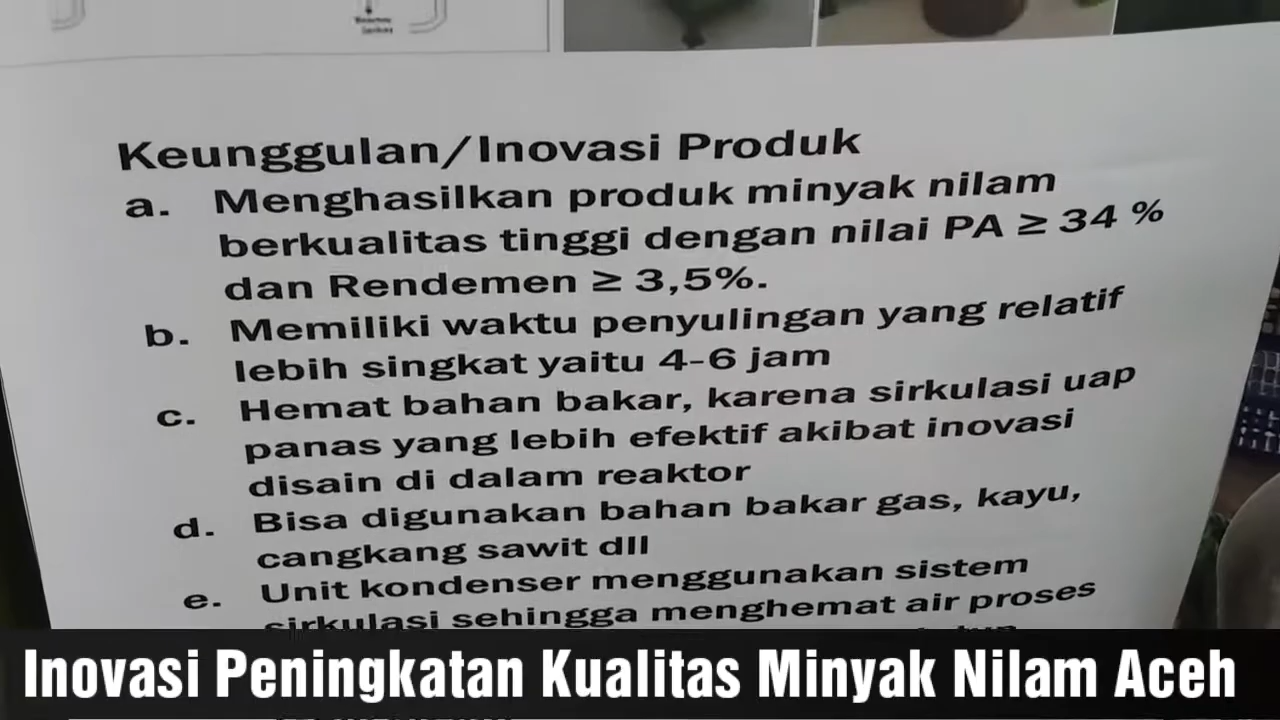 Keunggulan/Inovasi Produk
a. Menghasilkan produk minyak nilam
berkualitas tinggi dengan nilai PA ≥ 34 %
dan Rendemen ≥ 3,5%.
b. Memiliki waktu penyulingan yang relatif
lebih singkat yaitu 4-6 jam
c. Hemat bahan bakar, karena sirkulasi uap
panas yang lebih efektif akibat inovasi
disain di dalam reaktor
d. Bisa digunakan bahan bakar gas, kayu,
cangkang sawit dll
e. Unit kondenser menggunakan sistem
sirkulasi sehingga menghemat air proses
Inovasi Peningkatan Kualitas Minyak Nilam Aceh